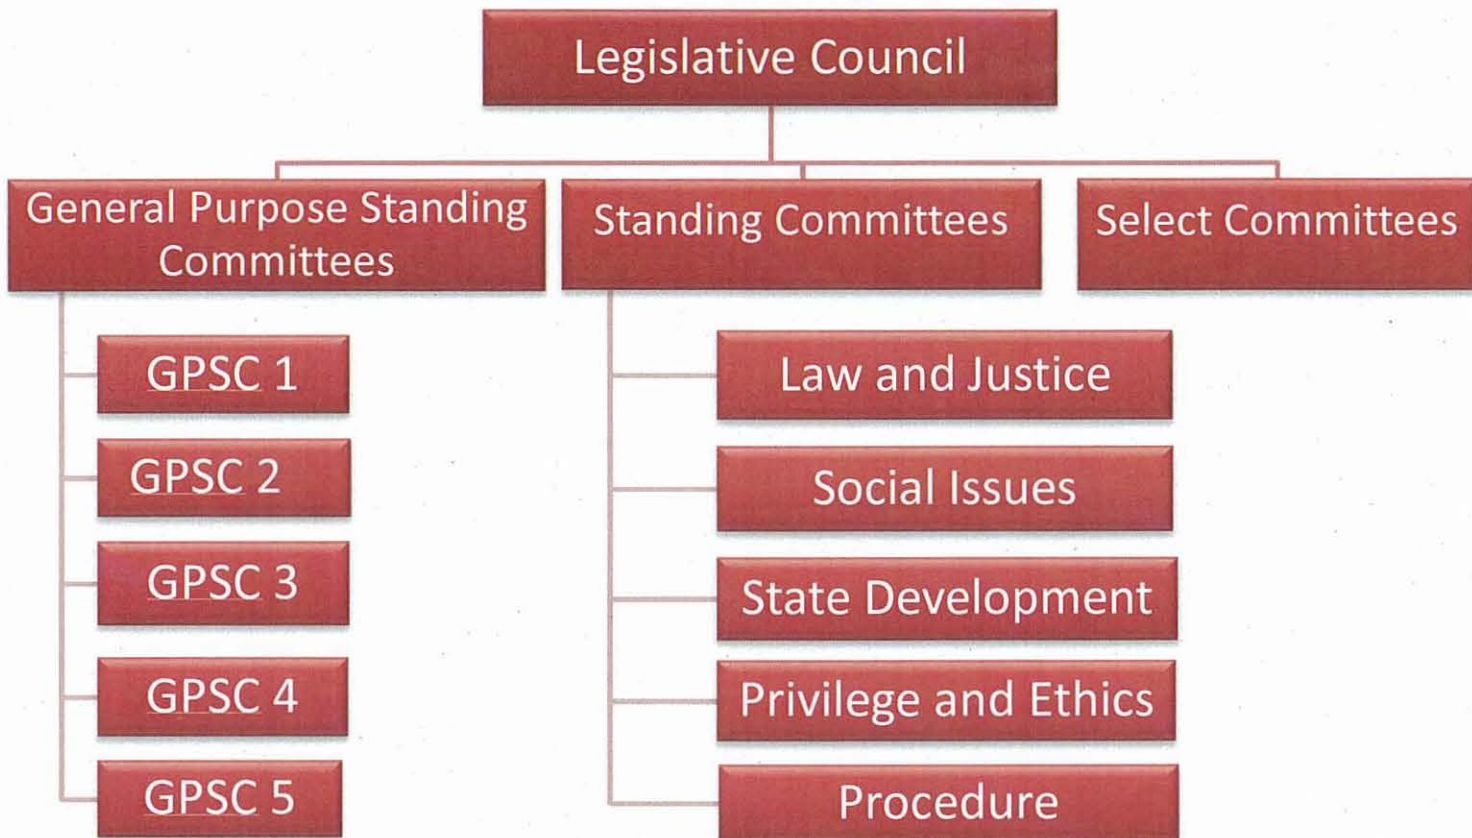 Legislative Council
General Purpose Standing
Committees
GPSC 1
GPSC 2
GPSC 3
GPSC 4
GPSC 5
Standing Committees
Law and Justice
Social Issues
State Development
Privilege and Ethics
Procedure
Select Committees